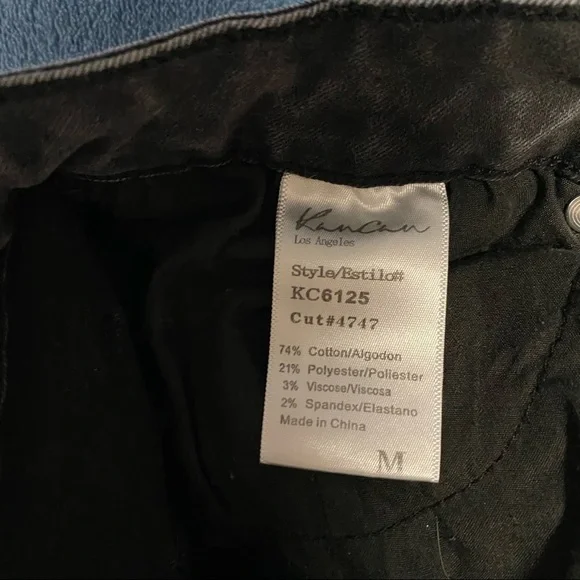 Kancan
Los Angeles
Style/Estilo#
KC6125
Cut#4747
74% Cotton/Algodon
21% Polyester/Poliester
3% Viscose/Viscosa
2% Spandex/Elastano
Made in China
M